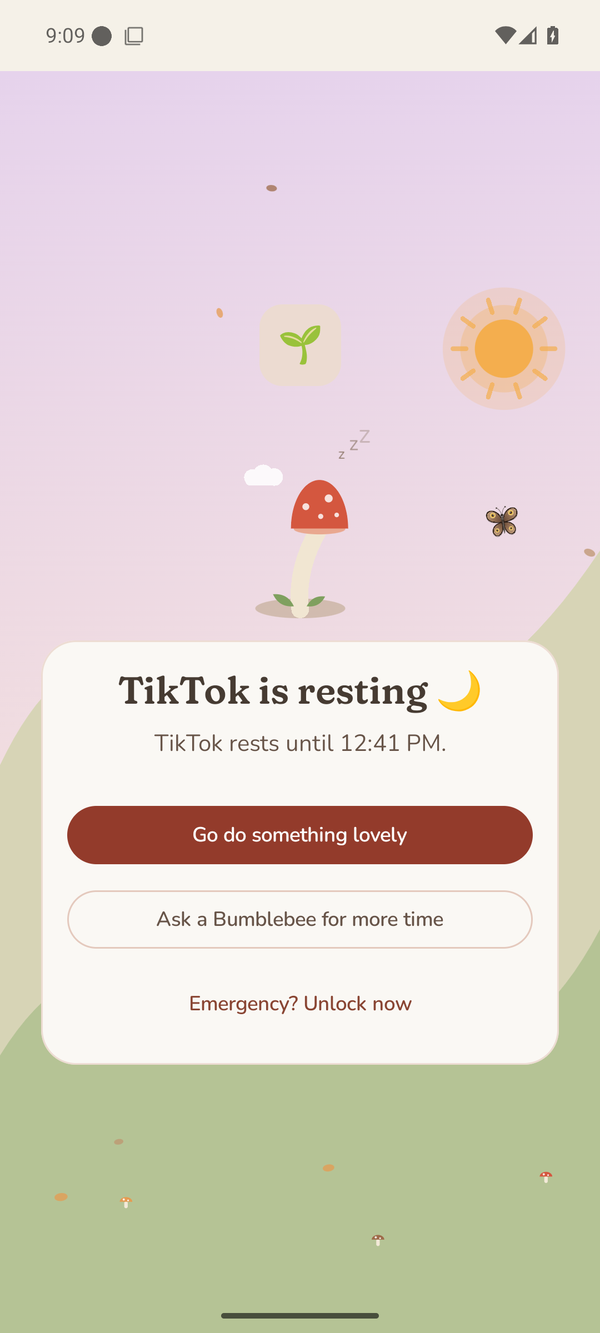 9:09
z z Z
TikTok is resting 🌙
TikTok rests until 12:41 PM.
Go do something lovely
Ask a Bumblebee for more time
Emergency? Unlock now